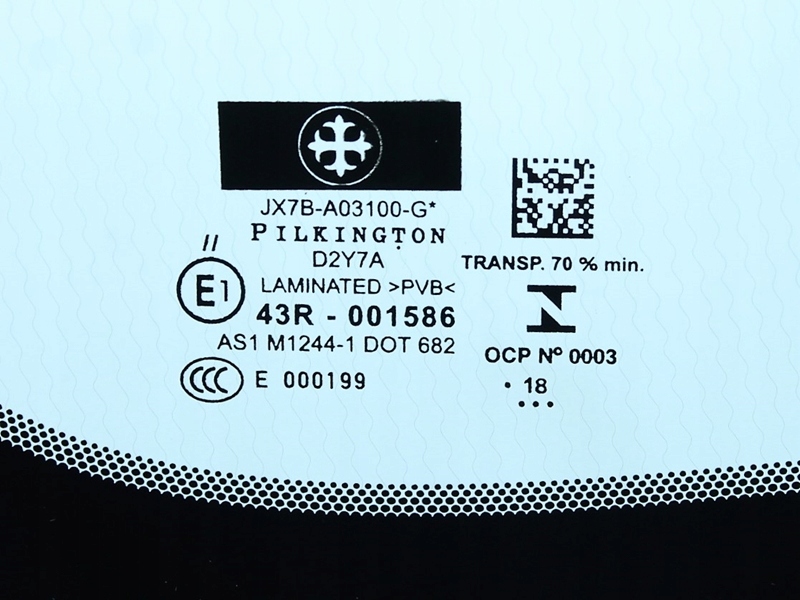 JX7B-A03100-G*
PILKINGTON
D2Y7A
//
E1
LAMINATED >PVB<
43R - 001586
AS1 M1244-1 DOT 682
CCC E 000199
TRANSP. 70 % min.
OCP Nº 0003
• 18
•••